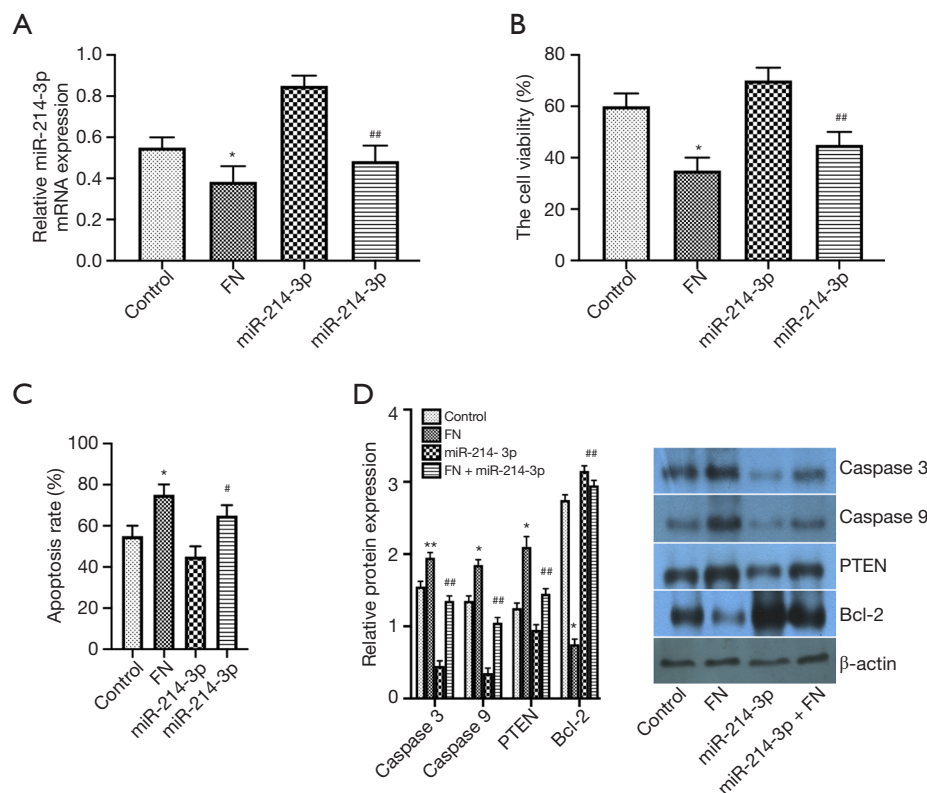 A
Relative miR-214-3p
mRNA expression
1.0
0.8
0.6
0.4
0.2
0.0
*
##
Control
FN
miR-214-3p
miR-214-3p
B
The cell viability (%)
80
60
40
20
0
*
##
Control
FN
miR-214-3p
miR-214-3p
C
Apoptosis rate (%)
100
80
60
40
20
0
*
#
Control
FN
miR-214-3p
miR-214-3p
D
Relative protein expression
4
3
2
1
0
Control
FN
miR-214- 3p
FN + miR-214-3p
**
##
*
##
*
##
*
##
Caspase 3
Caspase 9
PTEN
Bcl-2
Caspase 3
Caspase 9
PTEN
Bcl-2
β-actin
Control
FN
miR-214-3p
miR-214-3p + FN